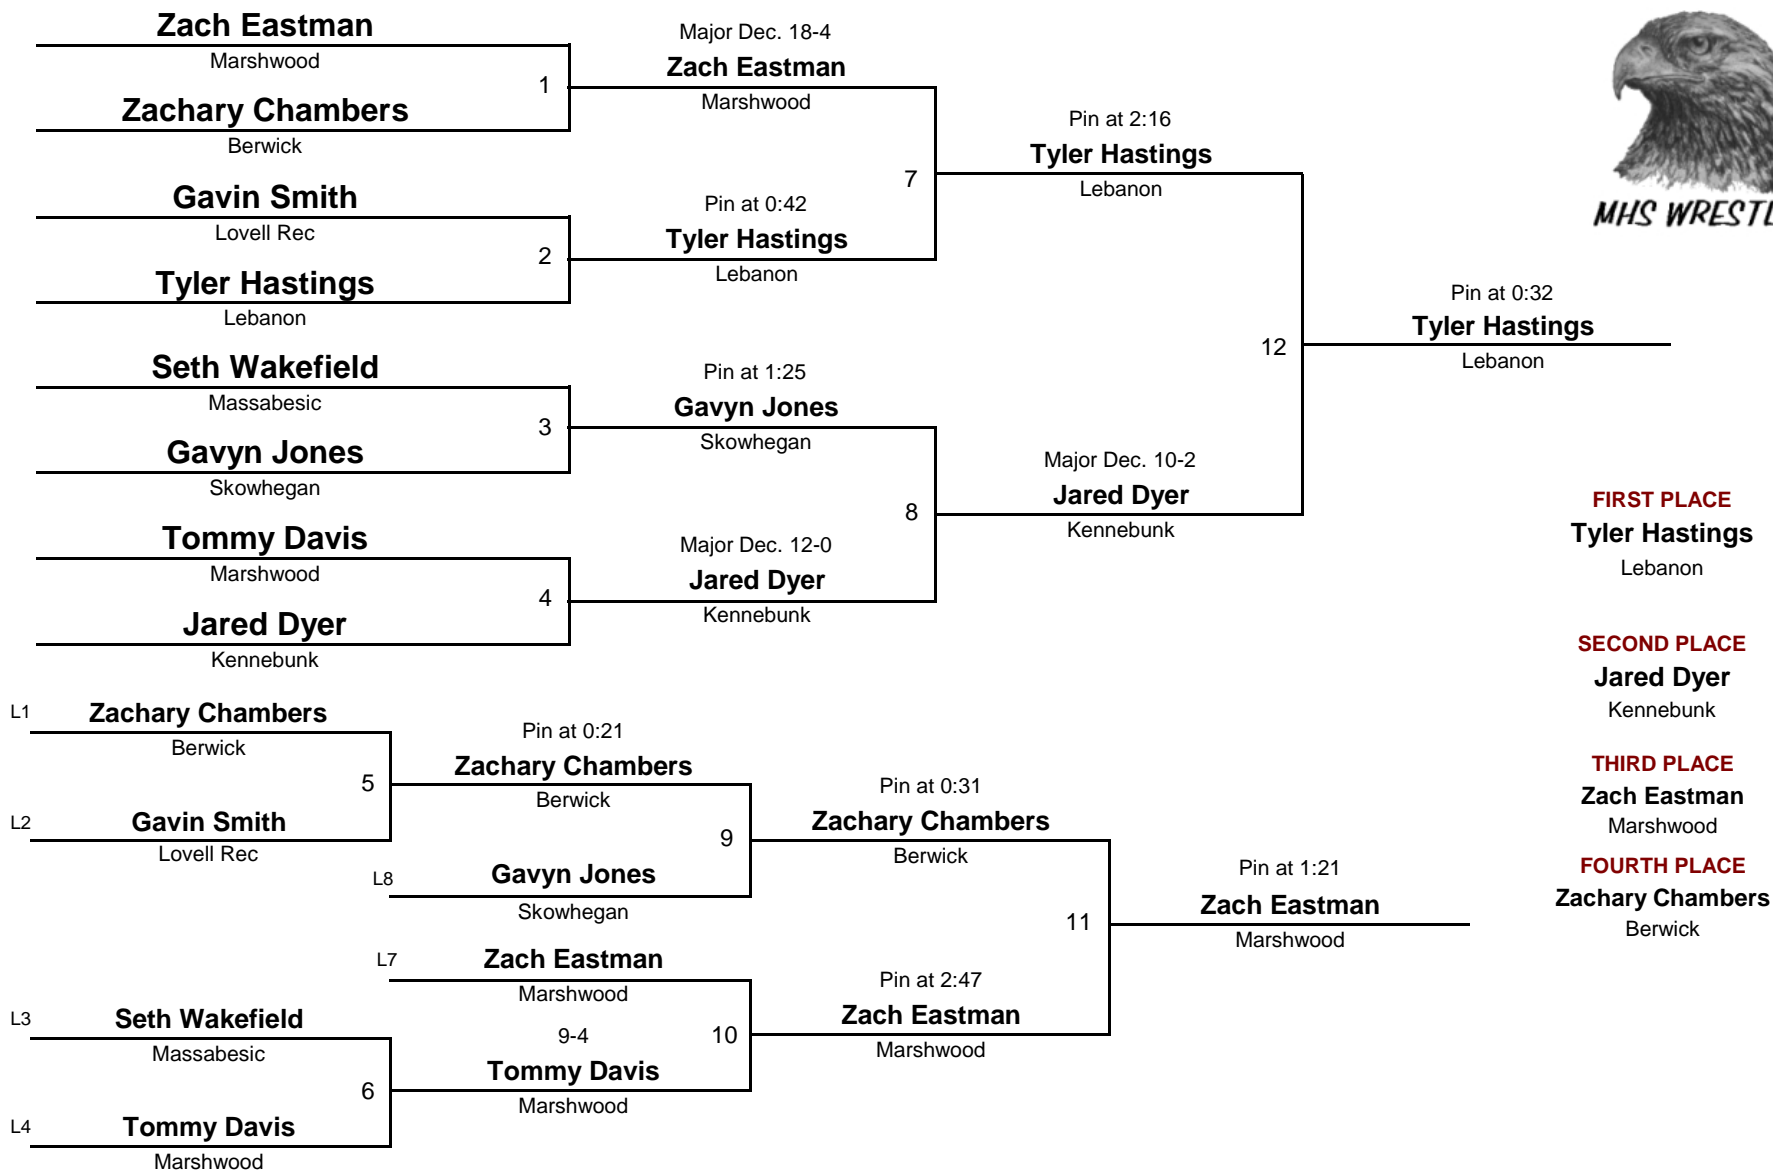 Zach Eastman
Marshwood
1
Zachary Chambers
Berwick
Gavin Smith
Lovell Rec
2
Tyler Hastings
Lebanon
Seth Wakefield
Massabesic
3
Gavyn Jones
Skowhegan
Tommy Davis
Marshwood
4
Jared Dyer
Kennebunk
Major Dec. 18-4
Zach Eastman
Marshwood
7
Pin at 0:42
Tyler Hastings
Lebanon
Pin at 1:25
Gavyn Jones
Skowhegan
8
Major Dec. 12-0
Jared Dyer
Kennebunk
Pin at 2:16
Tyler Hastings
Lebanon
12
Major Dec. 10-2
Jared Dyer
Kennebunk
Pin at 0:32
Tyler Hastings
Lebanon
L1 Zachary Chambers
Berwick
5
L2 Gavin Smith
Lovell Rec
L3 Seth Wakefield
Massabesic
6
L4 Tommy Davis
Marshwood
Pin at 0:21
Zachary Chambers
Berwick
9
L8 Gavyn Jones
Skowhegan
L7 Zach Eastman
Marshwood
10
9-4
Tommy Davis
Marshwood
Pin at 0:31
Zachary Chambers
Berwick
11
Pin at 2:47
Zach Eastman
Marshwood
Pin at 1:21
Zach Eastman
Marshwood
MHS WRESTL
FIRST PLACE
Tyler Hastings
Lebanon
SECOND PLACE
Jared Dyer
Kennebunk
THIRD PLACE
Zach Eastman
Marshwood
FOURTH PLACE
Zachary Chambers
Berwick